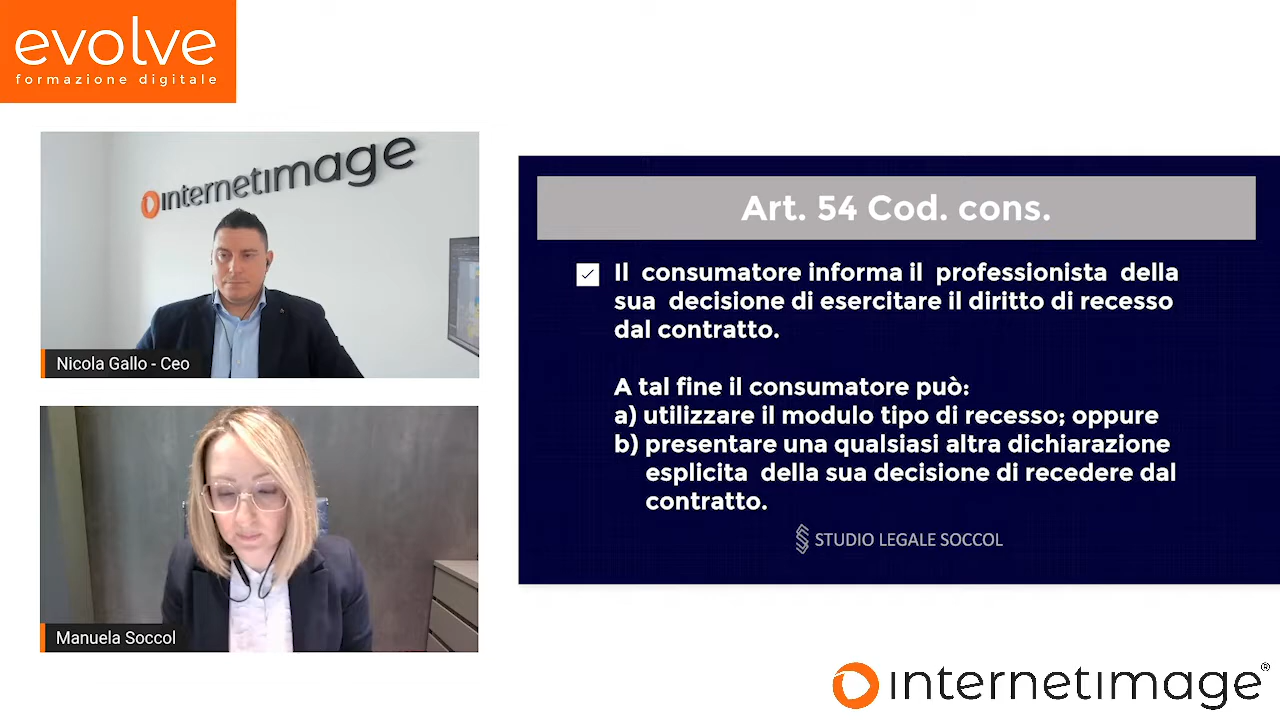 evolve
formazione digitale
internetimage
Nicola Gallo - Ceo
Manuela Soccol
Art. 54 Cod. cons.
Il consumatore informa il professionista della
sua decisione di esercitare il diritto di recesso
dal contratto.
A tal fine il consumatore può:
a) utilizzare il modulo tipo di recesso; oppure
b) presentare una qualsiasi altra dichiarazione
esplicita della sua decisione di recedere dal
contratto.
STUDIO LEGALE SOCCOL
internetimage®